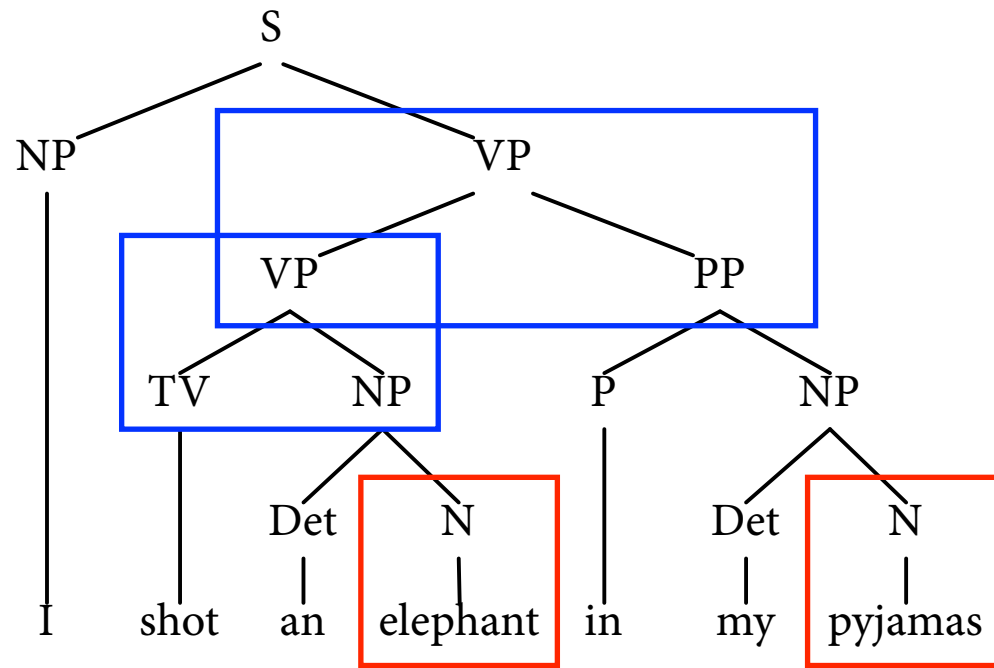 S
NP VP
VP PP
TV NP P NP
Det N Det N
I shot an elephant in my pyjamas